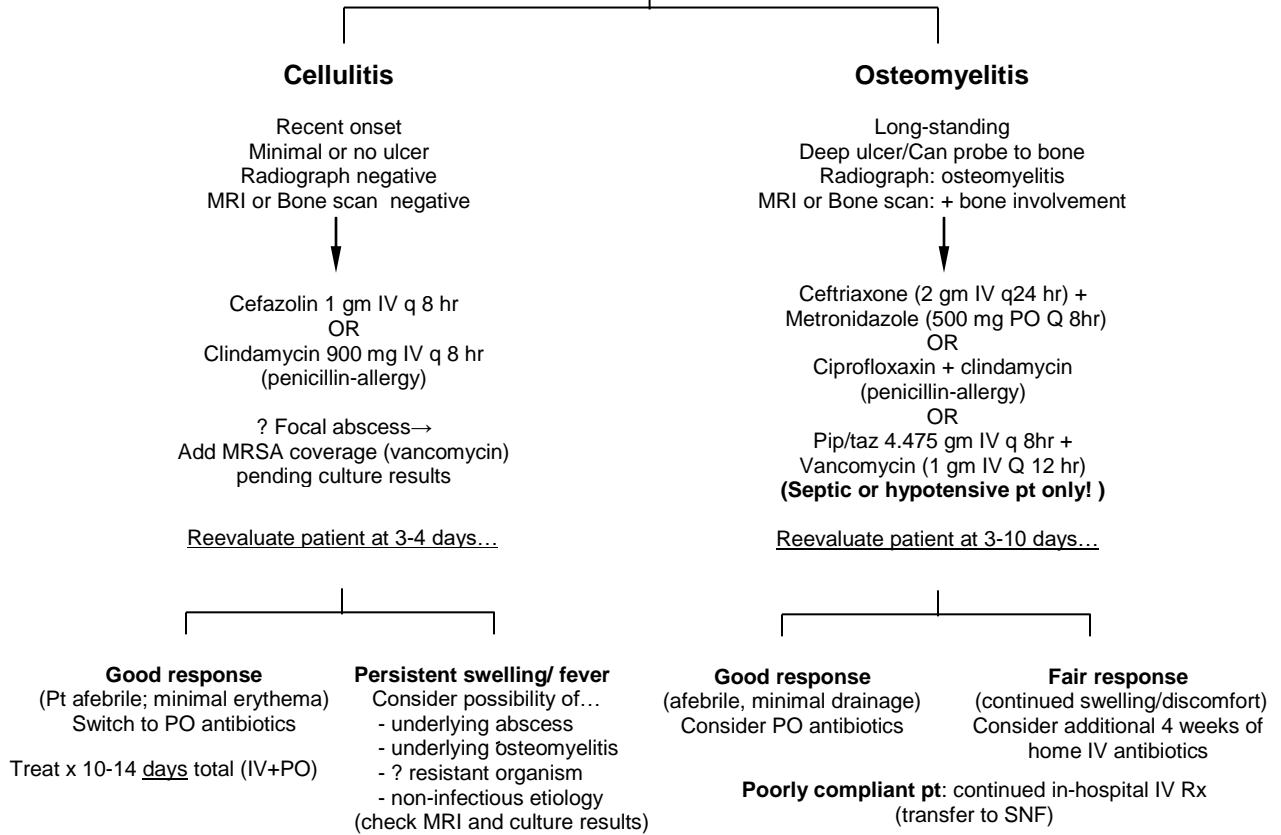 Cellulitis
Recent onset
Minimal or no ulcer
Radiograph negative
MRI or Bone scan negative
Cefazolin 1 gm IV q 8 hr
OR
Clindamycin 900 mg IV q 8 hr
(penicillin-allergy)
? Focal abscess→
Add MRSA coverage (vancomycin)
pending culture results
Reevaluate patient at 3-4 days…
Good response
(Pt afebrile; minimal erythema)
Switch to PO antibiotics
Treat x 10-14 days total (IV+PO)
Persistent swelling/ fever
Consider possibility of…
- underlying abscess
- underlying osteomyelitis
- ? resistant organism
- non-infectious etiology
(check MRI and culture results)
Osteomyelitis
Long-standing
Deep ulcer/Can probe to bone
Radiograph: osteomyelitis
MRI or Bone scan: + bone involvement
Ceftriaxone (2 gm IV q24 hr) +
Metronidazole (500 mg PO Q 8hr)
OR
Ciprofloxaxin + clindamycin
(penicillin-allergy)
OR
Pip/taz 4.475 gm IV q 8hr +
Vancomycin (1 gm IV Q 12 hr)
(Septic or hypotensive pt only! )
Reevaluate patient at 3-10 days…
Good response
(afebrile, minimal drainage)
Consider PO antibiotics
Fair response
(continued swelling/discomfort)
Consider additional 4 weeks of
home IV antibiotics
Poorly compliant pt: continued in-hospital IV Rx
(transfer to SNF)